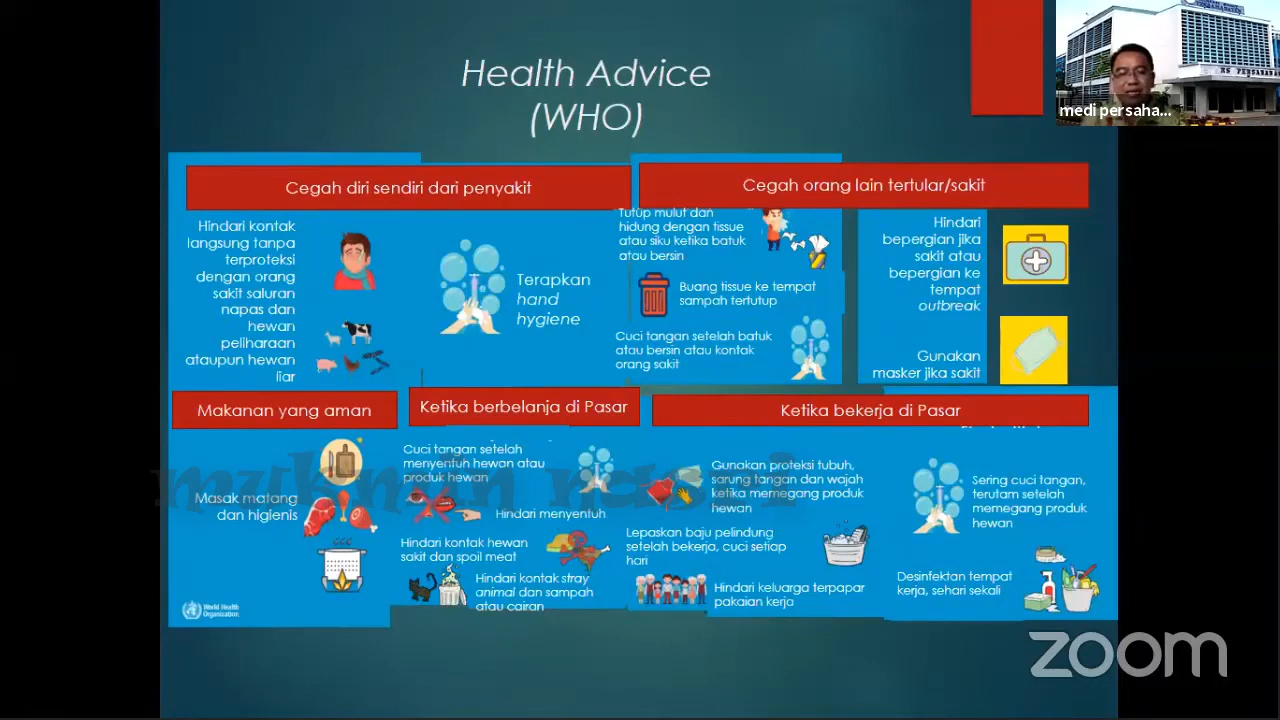 Health Advice
(WHO)
RS PERSAHABA
medi persaha...
Cegah diri sendiri dari penyakit
Hindari kontak
langsung tanpa
terproteksi
dengan orang
sakit saluran
napas dan
hewan
peliharaan
ataupun hewan
liar
Terapkan
hand
hygiene
Cegah orang lain tertular/sakit
Tutup mulut dan
hidung dengan tissue
atau siku ketika batuk
atau bersin
Buang tissue ke tempat
sampah tertutup
Cuci tangan setelah batuk
atau bersin atau kontak
orang sakit
Hindari
bepergian jika
sakit atau
bepergian ke
tempat
outbreak
Gunakan
masker jika sakit
Makanan yang aman
Masak matang
dan higienis
World Health
Organization
Ketika berbelanja di Pasar
Cuci tangan setelah
menyentuh hewan atau
produk hewan
Hindari menyentuh
Hindari kontak hewan
sakit dan spoil meat
Hindari kontak stray
animal dan sampah
atau cairan
Ketika bekerja di Pasar
Gunakan proteksi tubuh,
sarung tangan dan wajah
ketika memegang produk
hewan
Lepaskan baju pelindung
setelah bekerja, cuci setiap
hari
Hindari keluarga terpapar
pakaian kerja
Sering cuci tangan,
terutam setelah
memegang produk
hewan
Desinfektan tempat
kerja, sehari sekali
mukmin nasri
zoom